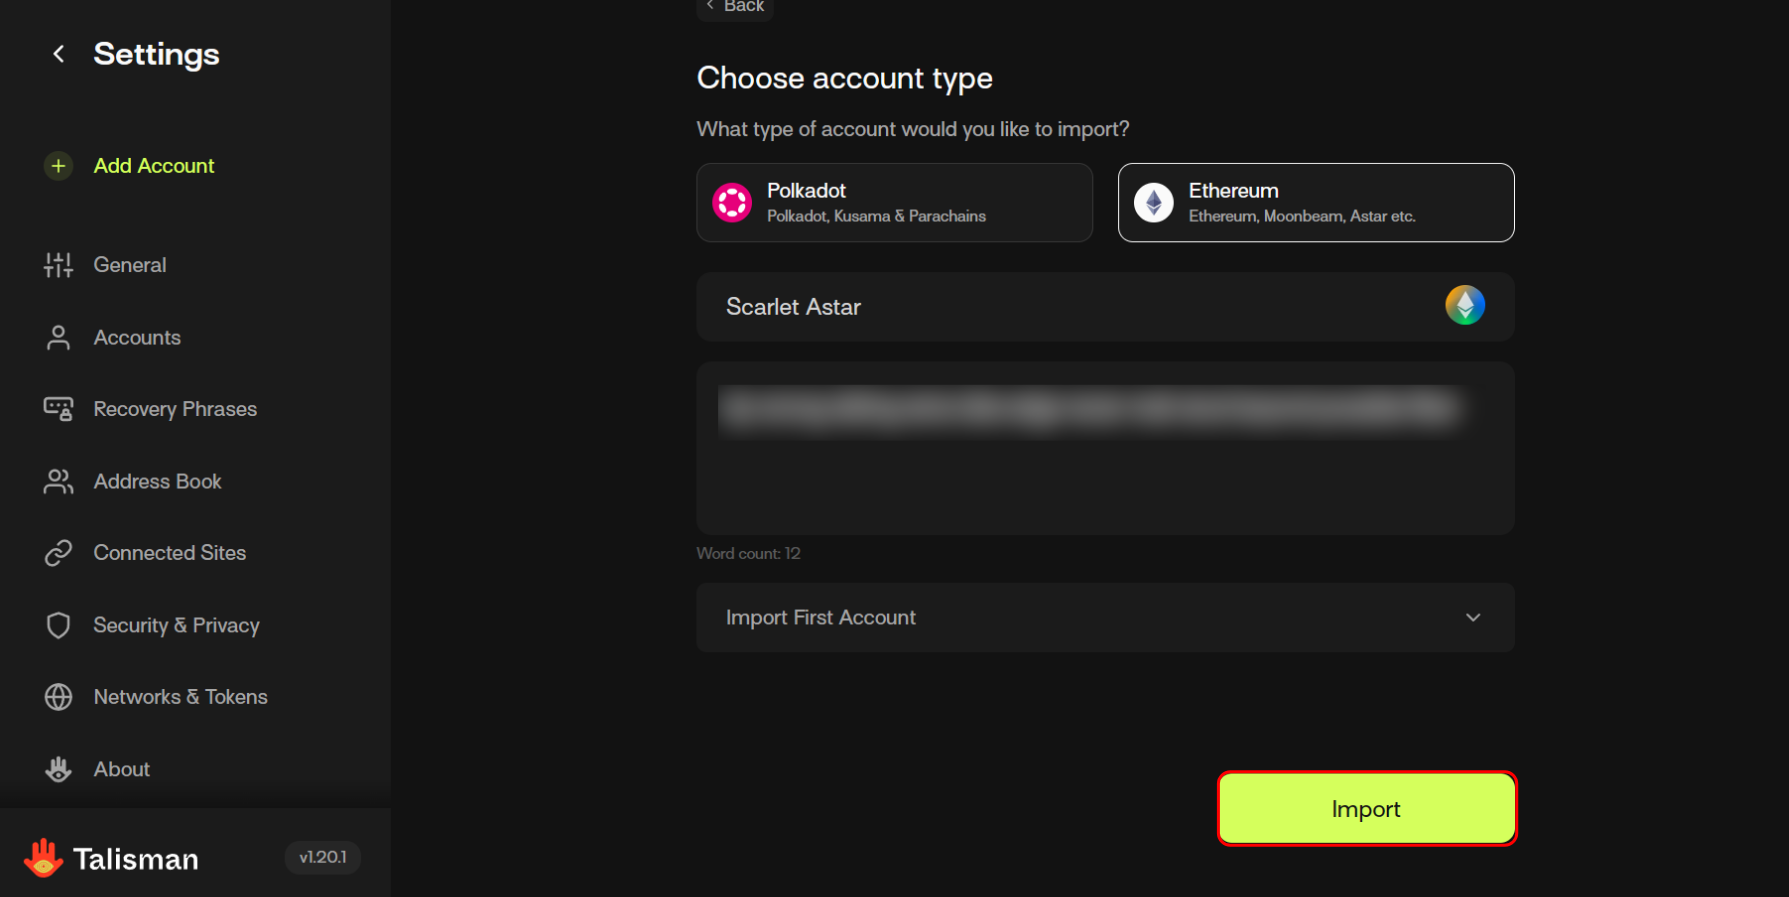 Settings
Add Account
General
Accounts
Recovery Phrases
Address Book
Connected Sites
Security & Privacy
Networks & Tokens
About
Talisman
v1.20.1
Back
Choose account type
What type of account would you like to import?
Polkadot
Polkadot, Kusama & Parachains
Ethereum
Ethereum, Moonbeam, Astar etc.
Scarlet Astar
Word count: 12
Import First Account
Import